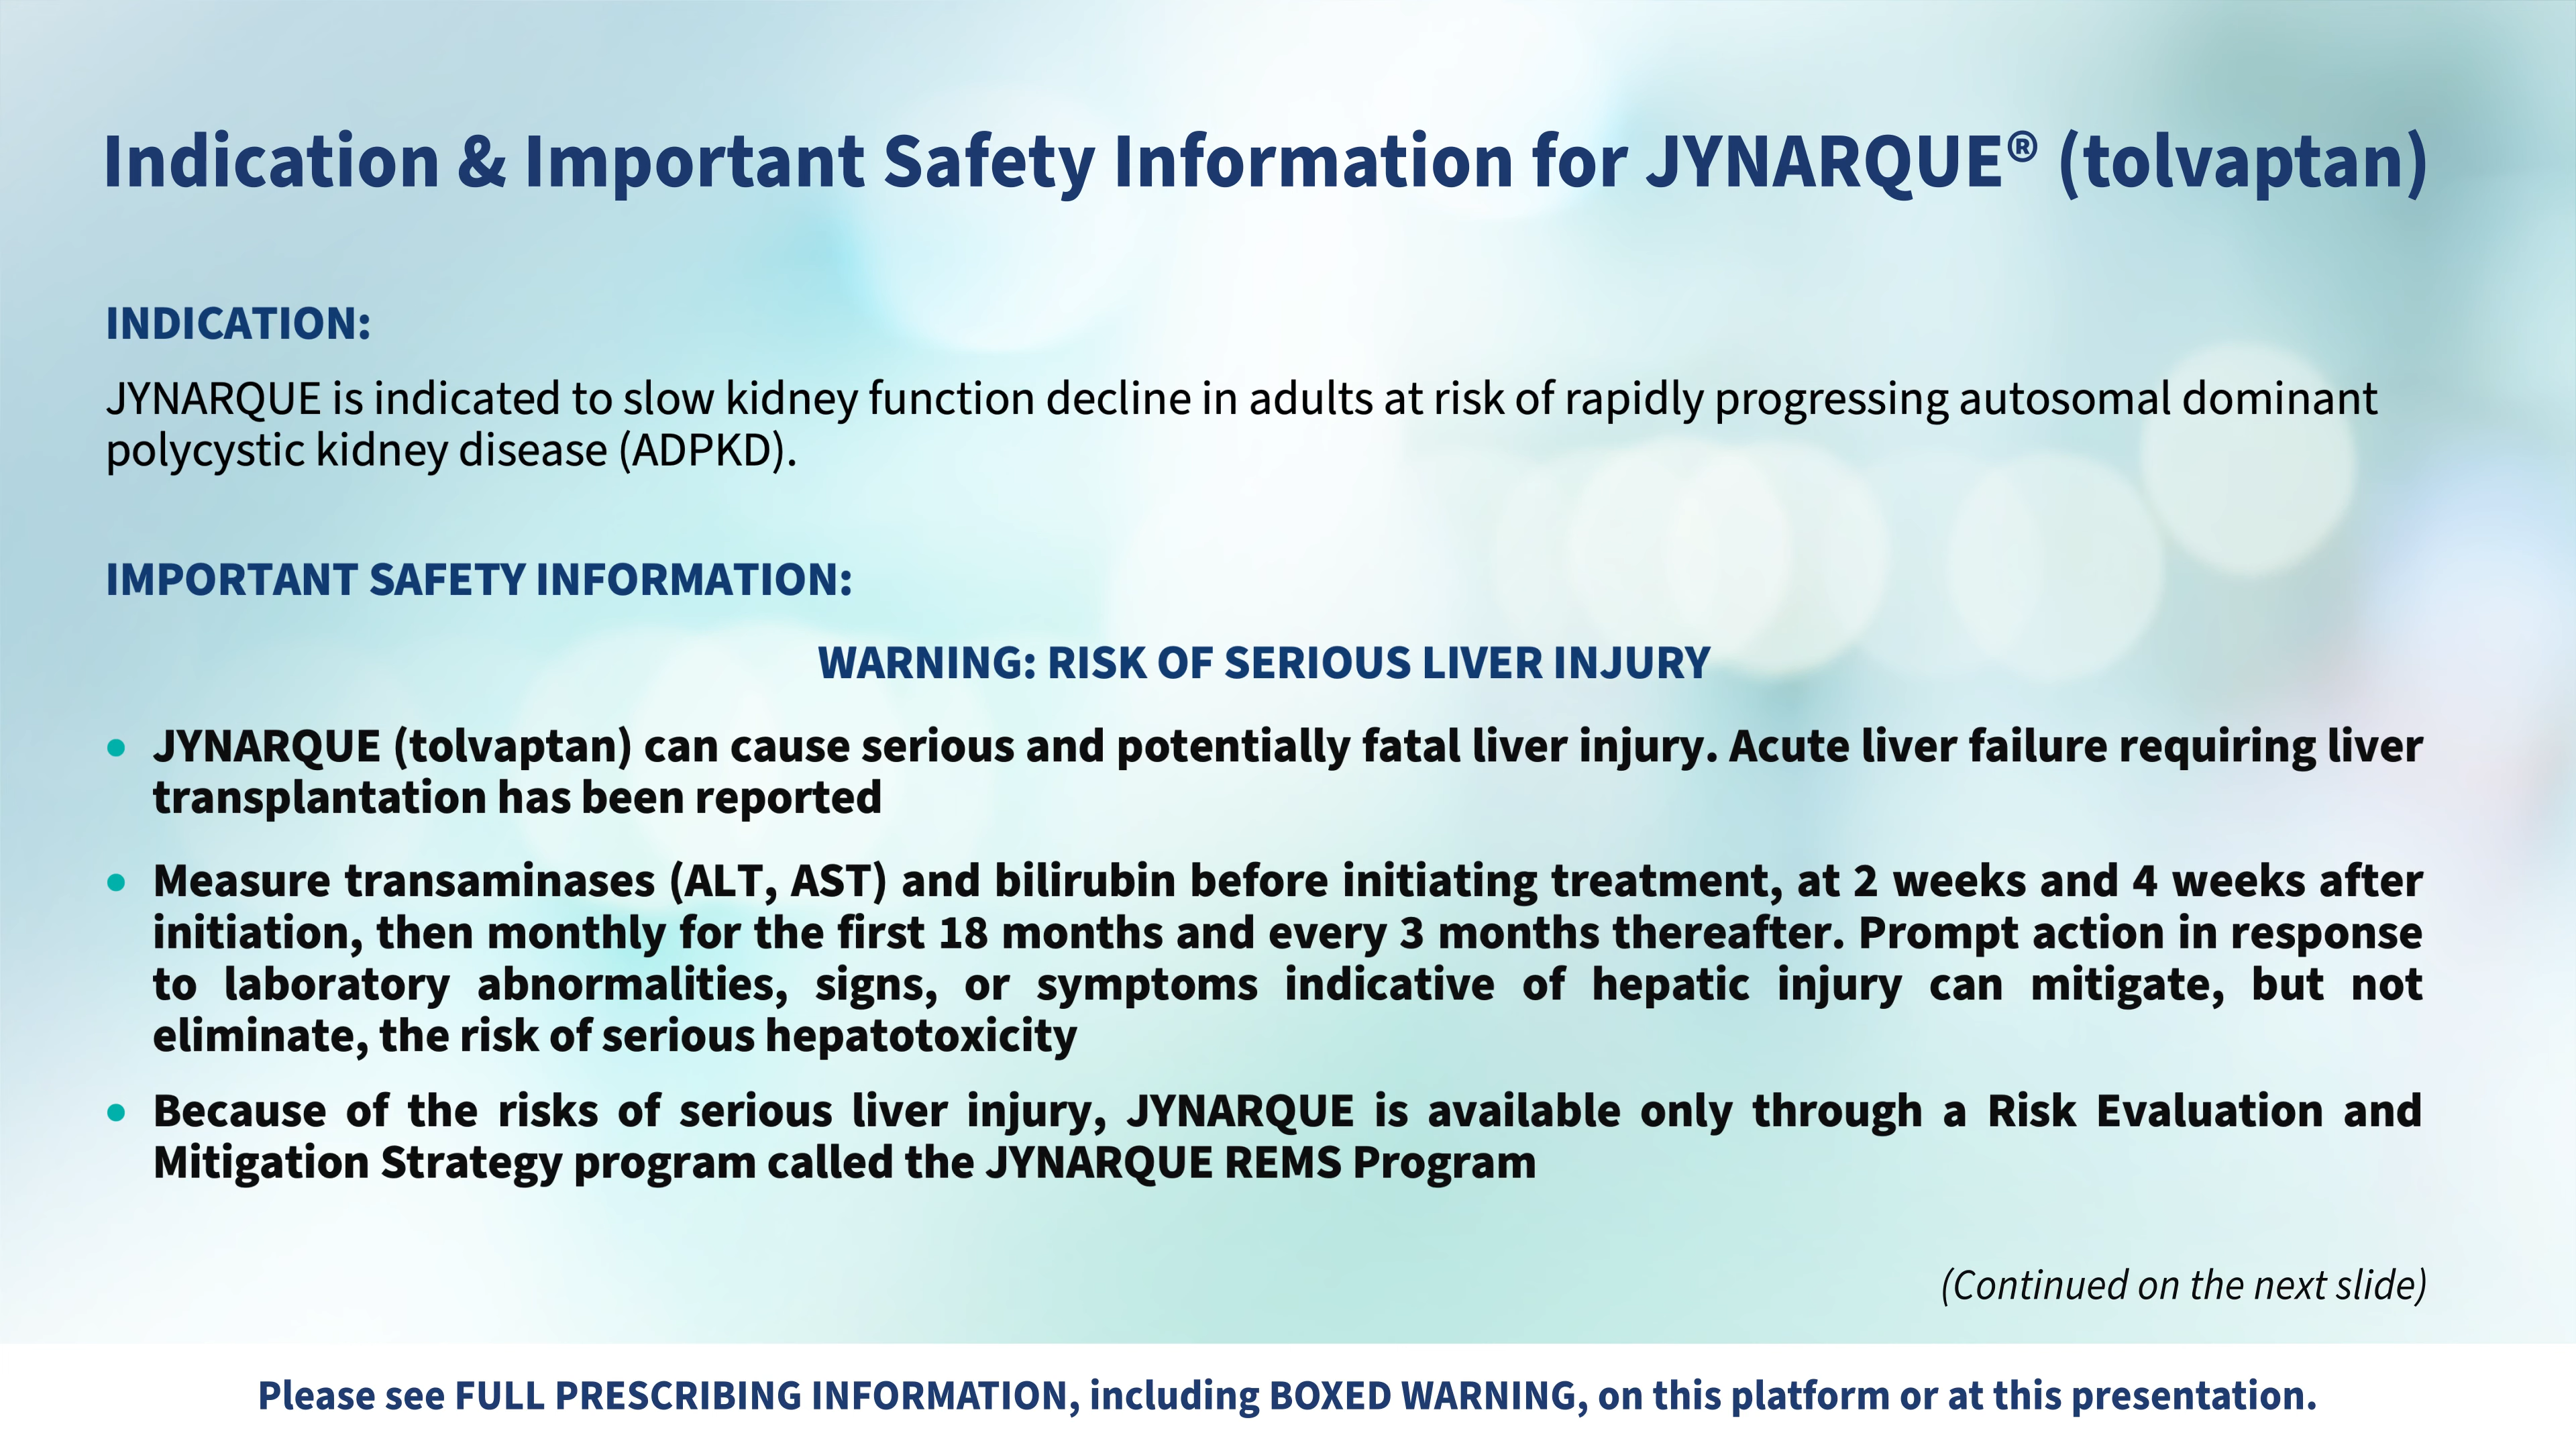 Indication & Important Safety Information for JYNARQUE® (tolvaptan)
INDICATION:
JYNARQUE is indicated to slow kidney function decline in adults at risk of rapidly progressing autosomal dominant
polycystic kidney disease (ADPKD).
IMPORTANT SAFETY INFORMATION:
WARNING: RISK OF SERIOUS LIVER INJURY
• JYNARQUE (tolvaptan) can cause serious and potentially fatal liver injury. Acute liver failure requiring liver
transplantation has been reported
• Measure transaminases (ALT, AST) and bilirubin before initiating treatment, at 2 weeks and 4 weeks after
initiation, then monthly for the first 18 months and every 3 months thereafter. Prompt action in response
to laboratory abnormalities, signs, or symptoms indicative of hepatic injury can mitigate, but not
eliminate, the risk of serious hepatotoxicity
• Because of the risks of serious liver injury, JYNARQUE is available only through a Risk Evaluation and
Mitigation Strategy program called the JYNARQUE REMS Program
(Continued on the next slide)
Please see FULL PRESCRIBING INFORMATION, including BOXED WARNING, on this platform or at this presentation.